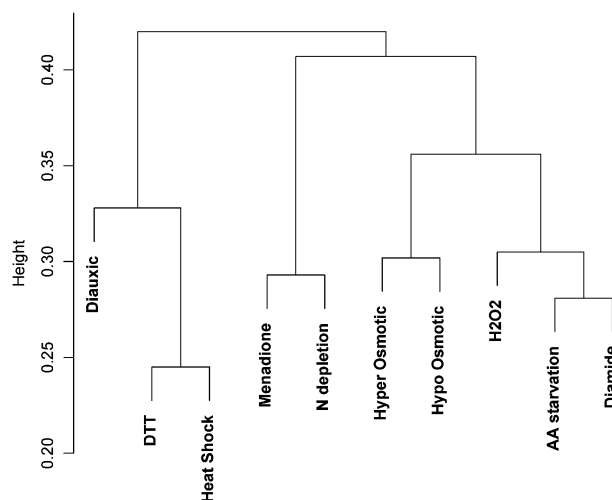 Height
0.40
0.35
0.30
0.25
0.20
Diauxic
DTT
Heat Shock
Menadione
N depletion
Hyper Osmotic
Hypo Osmotic
H2O2
AA starvation
Diamide